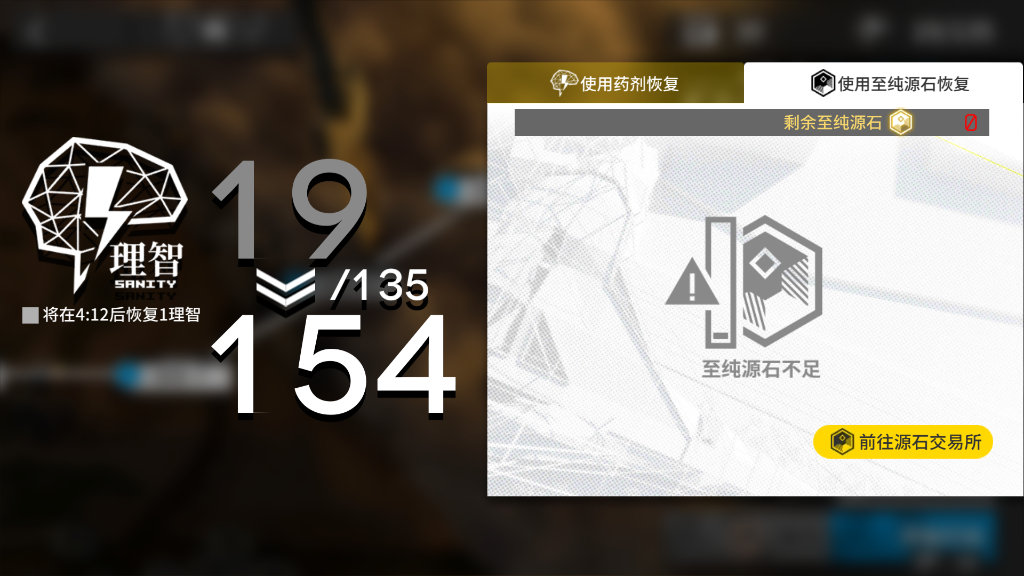 使用药剂恢复
使用至纯源石恢复
剩余至纯源石 0
19
理智
SANITY
/135
将在4:12后恢复1理智
154
至纯源石不足
前往源石交易所